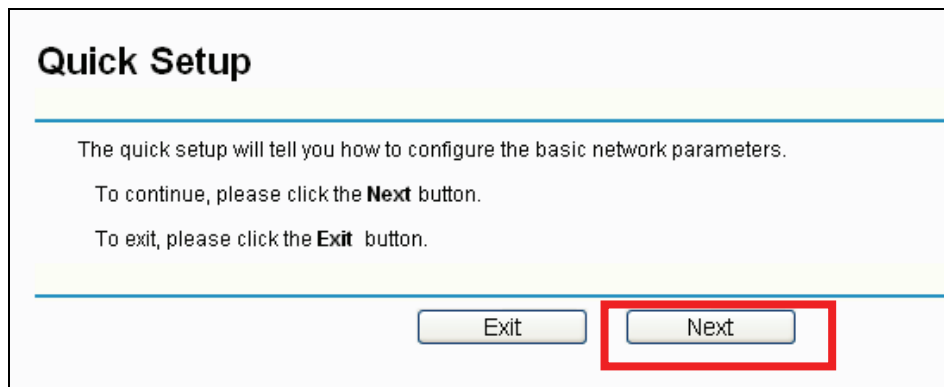 Quick Setup
The quick setup will tell you how to configure the basic network parameters.
To continue, please click the Next button.
To exit, please click the Exit button.
Exit
Next